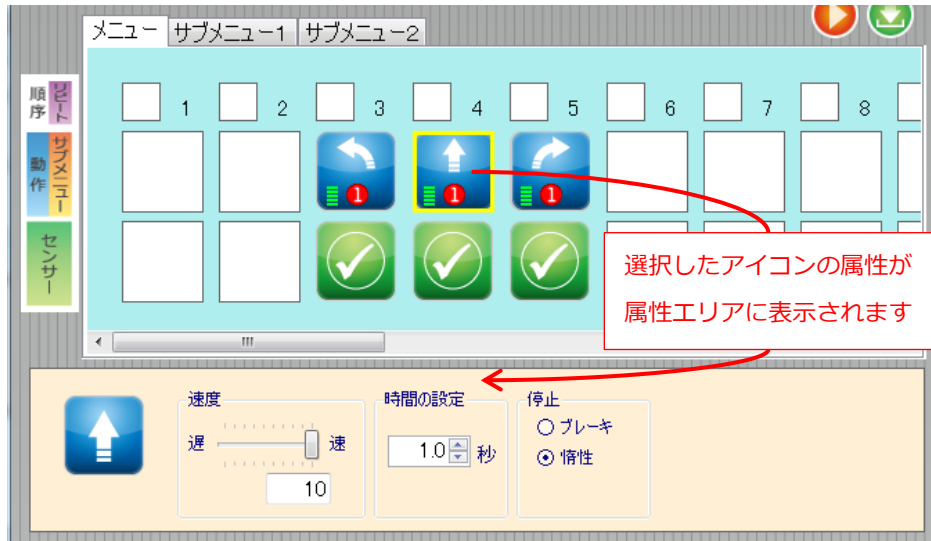 メニュー サブメニュー1 サブメニュー2
順序 リピート
動作 サブメニュー
センサー
1 2 3 4 5 6 7 8
1 1 1
選択したアイコンの属性が
属性エリアに表示されます
速度 時間の設定 停止
遅 速 1.0 秒 ブレーキ
惰性
10